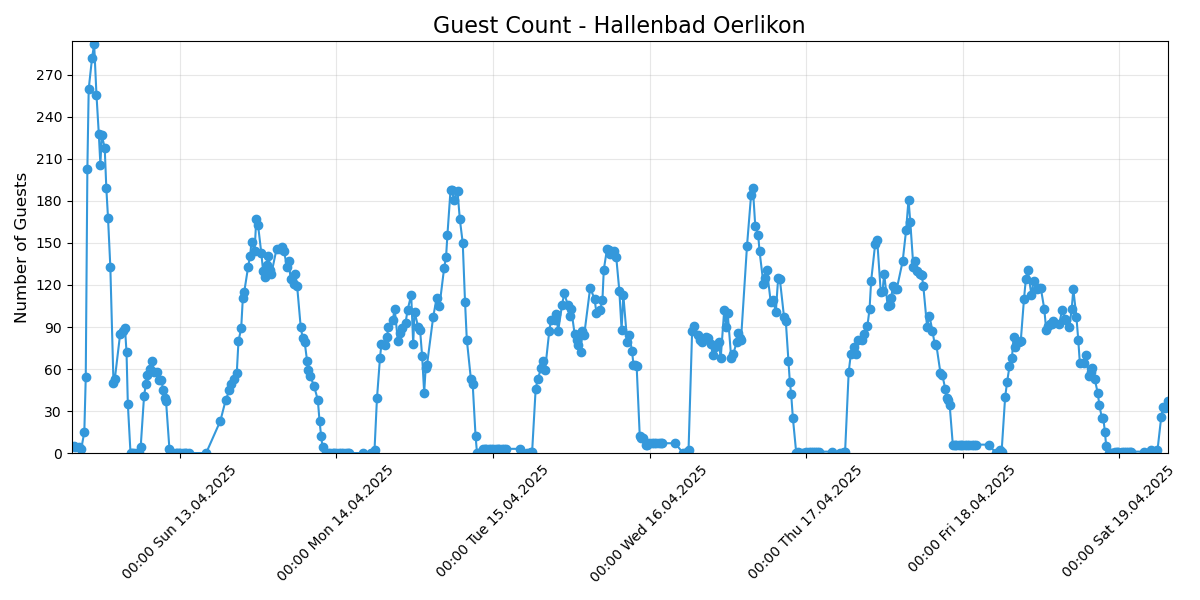 Guest Count - Hallenbad Oerlikon
Number of Guests
270
240
210
180
150
120
90
60
30
0
00:00 Sun 13.04.2025
00:00 Mon 14.04.2025
00:00 Tue 15.04.2025
00:00 Wed 16.04.2025
00:00 Thu 17.04.2025
00:00 Fri 18.04.2025
00:00 Sat 19.04.2025